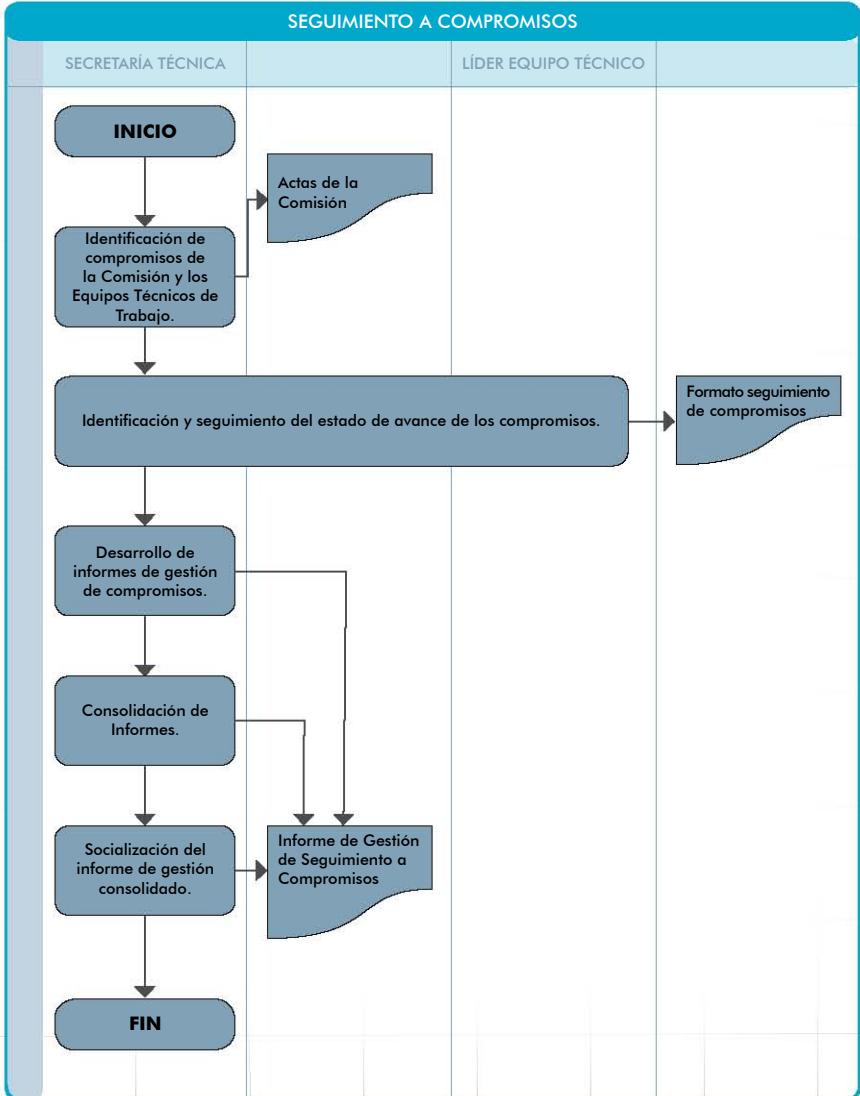 SEGUIMIENTO A COMPROMISOS
SECRETARÍA TÉCNICA
LÍDER EQUIPO TÉCNICO
INICIO
Actas de la
Comisión
Identificación de
compromisos de
la Comisión y los
Equipos Técnicos de
Trabajo.
Identificación y seguimiento del estado de avance de los compromisos.
Formato seguimiento
de compromisos
Desarrollo de
informes de gestión
de compromisos.
Consolidación de
Informes.
Socialización del
informe de gestión
consolidado.
Informe de Gestión
de Seguimiento a
Compromisos
FIN